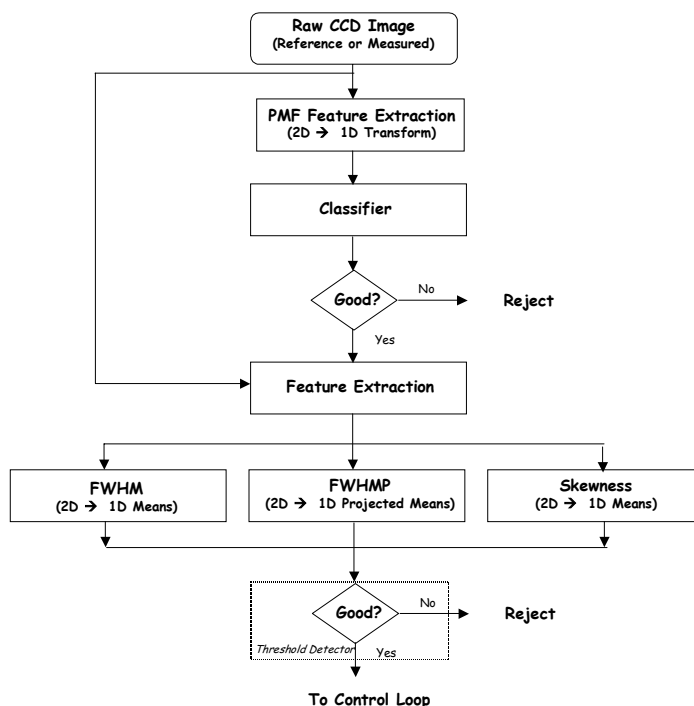 Raw CCD Image
(Reference or Measured)
PMF Feature Extraction
(2D → 1D Transform)
Classifier
Good?
No
Reject
Yes
Feature Extraction
FWHM
(2D → 1D Means)
FWHMP
(2D → 1D Projected Means)
Skewness
(2D → 1D Means)
Good?
No
Reject
Threshold Detector
Yes
To Control Loop